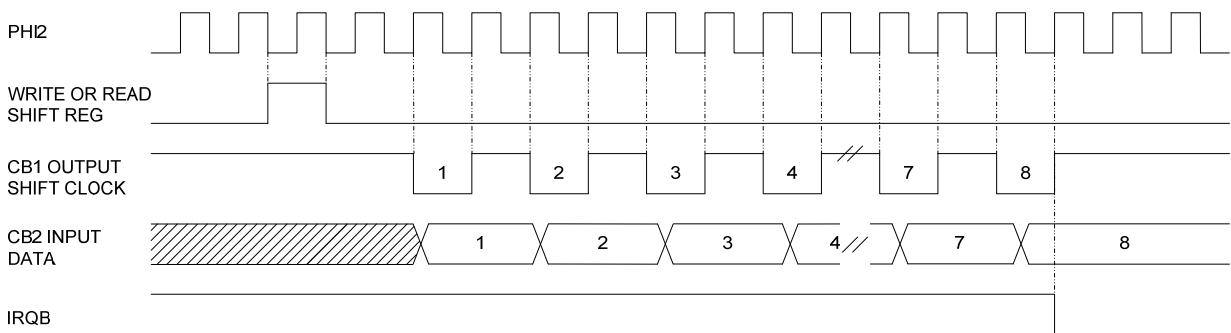 PHI2
WRITE OR READ
SHIFT REG
CB1 OUTPUT
SHIFT CLOCK
1 2 3 4 7 8
CB2 INPUT
DATA
1 2 3 4 7 8
IRQB